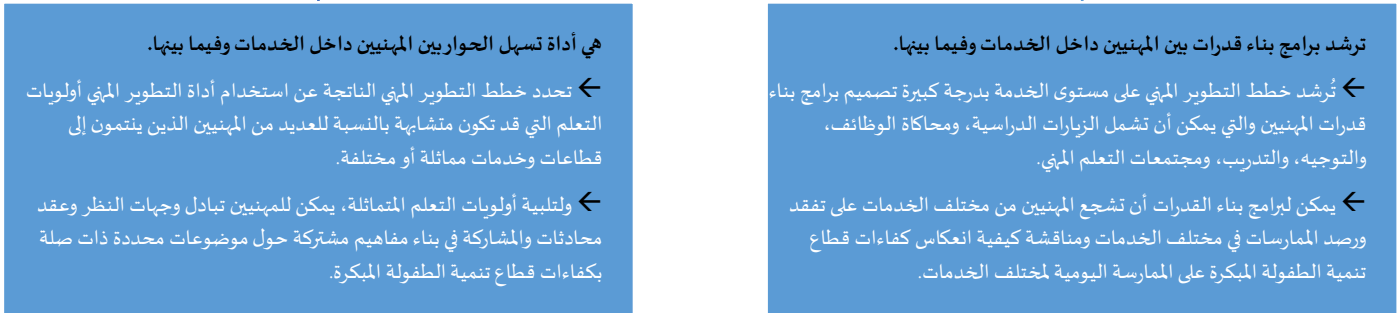 ترشد برامج بناء قدرات بين المهنيين داخل الخدمات وفيما بينها.
← تُرشد خطط التطوير المهني على مستوى الخدمة بدرجة كبيرة تصميم برامج بناء
قدرات المهنيين والتي يمكن أن تشمل الزيارات الدراسية، ومحاكاة الوظائف،
والتوجيه، والتدريب، ومجتمعات التعلم المهني.
← يمكن لبرامج بناء القدرات أن تشجع المهنيين من مختلف الخدمات على تفقد
ورصد الممارسات في مختلف الخدمات ومناقشة كيفية انعكاس كفاءات قطاع
تنمية الطفولة المبكرة على الممارسة اليومية لمختلف الخدمات.
هي أداة تسهل الحوار بين المهنيين داخل الخدمات وفيما بينها.
← تحدد خطط التطوير المهني الناتجة عن استخدام أداة التطوير المهني أولويات
التعلم التي قد تكون متشابهة بالنسبة للعديد من المهنيين الذين ينتمون إلى
قطاعات وخدمات مماثلة أو مختلفة.
← ولتلبية أولويات التعلم المتماثلة، يمكن للمهنيين تبادل وجهات النظر وعقد
محادثات والمشاركة في بناء مفاهيم مشتركة حول موضوعات محددة ذات صلة
بكفاءات قطاع تنمية الطفولة المبكرة.